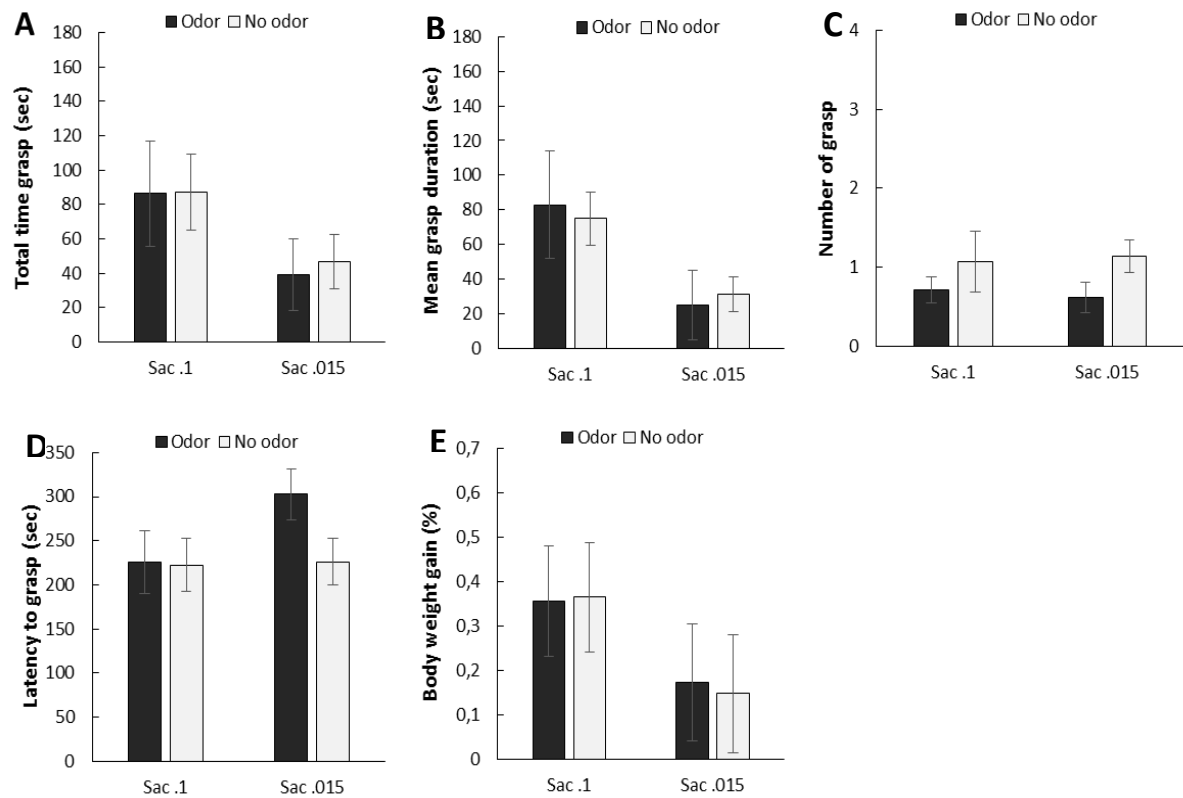 A
Odor No odor
Total time grasp (sec)
180
160
140
120
100
80
60
40
20
0
Sac .1 Sac .015
B
Odor No odor
Mean grasp duration (sec)
180
160
140
120
100
80
60
40
20
0
Sac .1 Sac .015
C
Odor No odor
Number of grasp
4
3
2
1
0
Sac .1 Sac .015
D
Odor No odor
Latency to grasp (sec)
350
300
250
200
150
100
50
0
Sac .1 Sac .015
E
Odor No odor
Body weight gain (%)
0,7
0,6
0,5
0,4
0,3
0,2
0,1
0
Sac .1 Sac .015